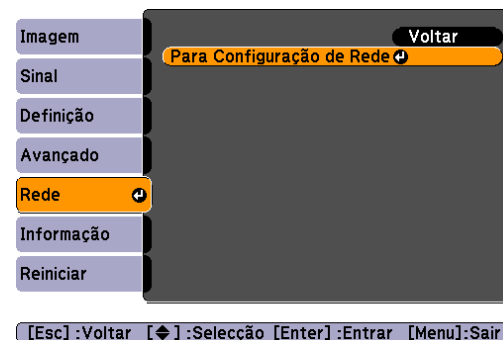 Imagem
Sinal
Definição
Avançado
Rede
Informação
Reiniciar
Voltar
Para Configuração de Rede
[Esc] :Voltar [◆] :Selecção [Enter] :Entrar [Menu]:Sair